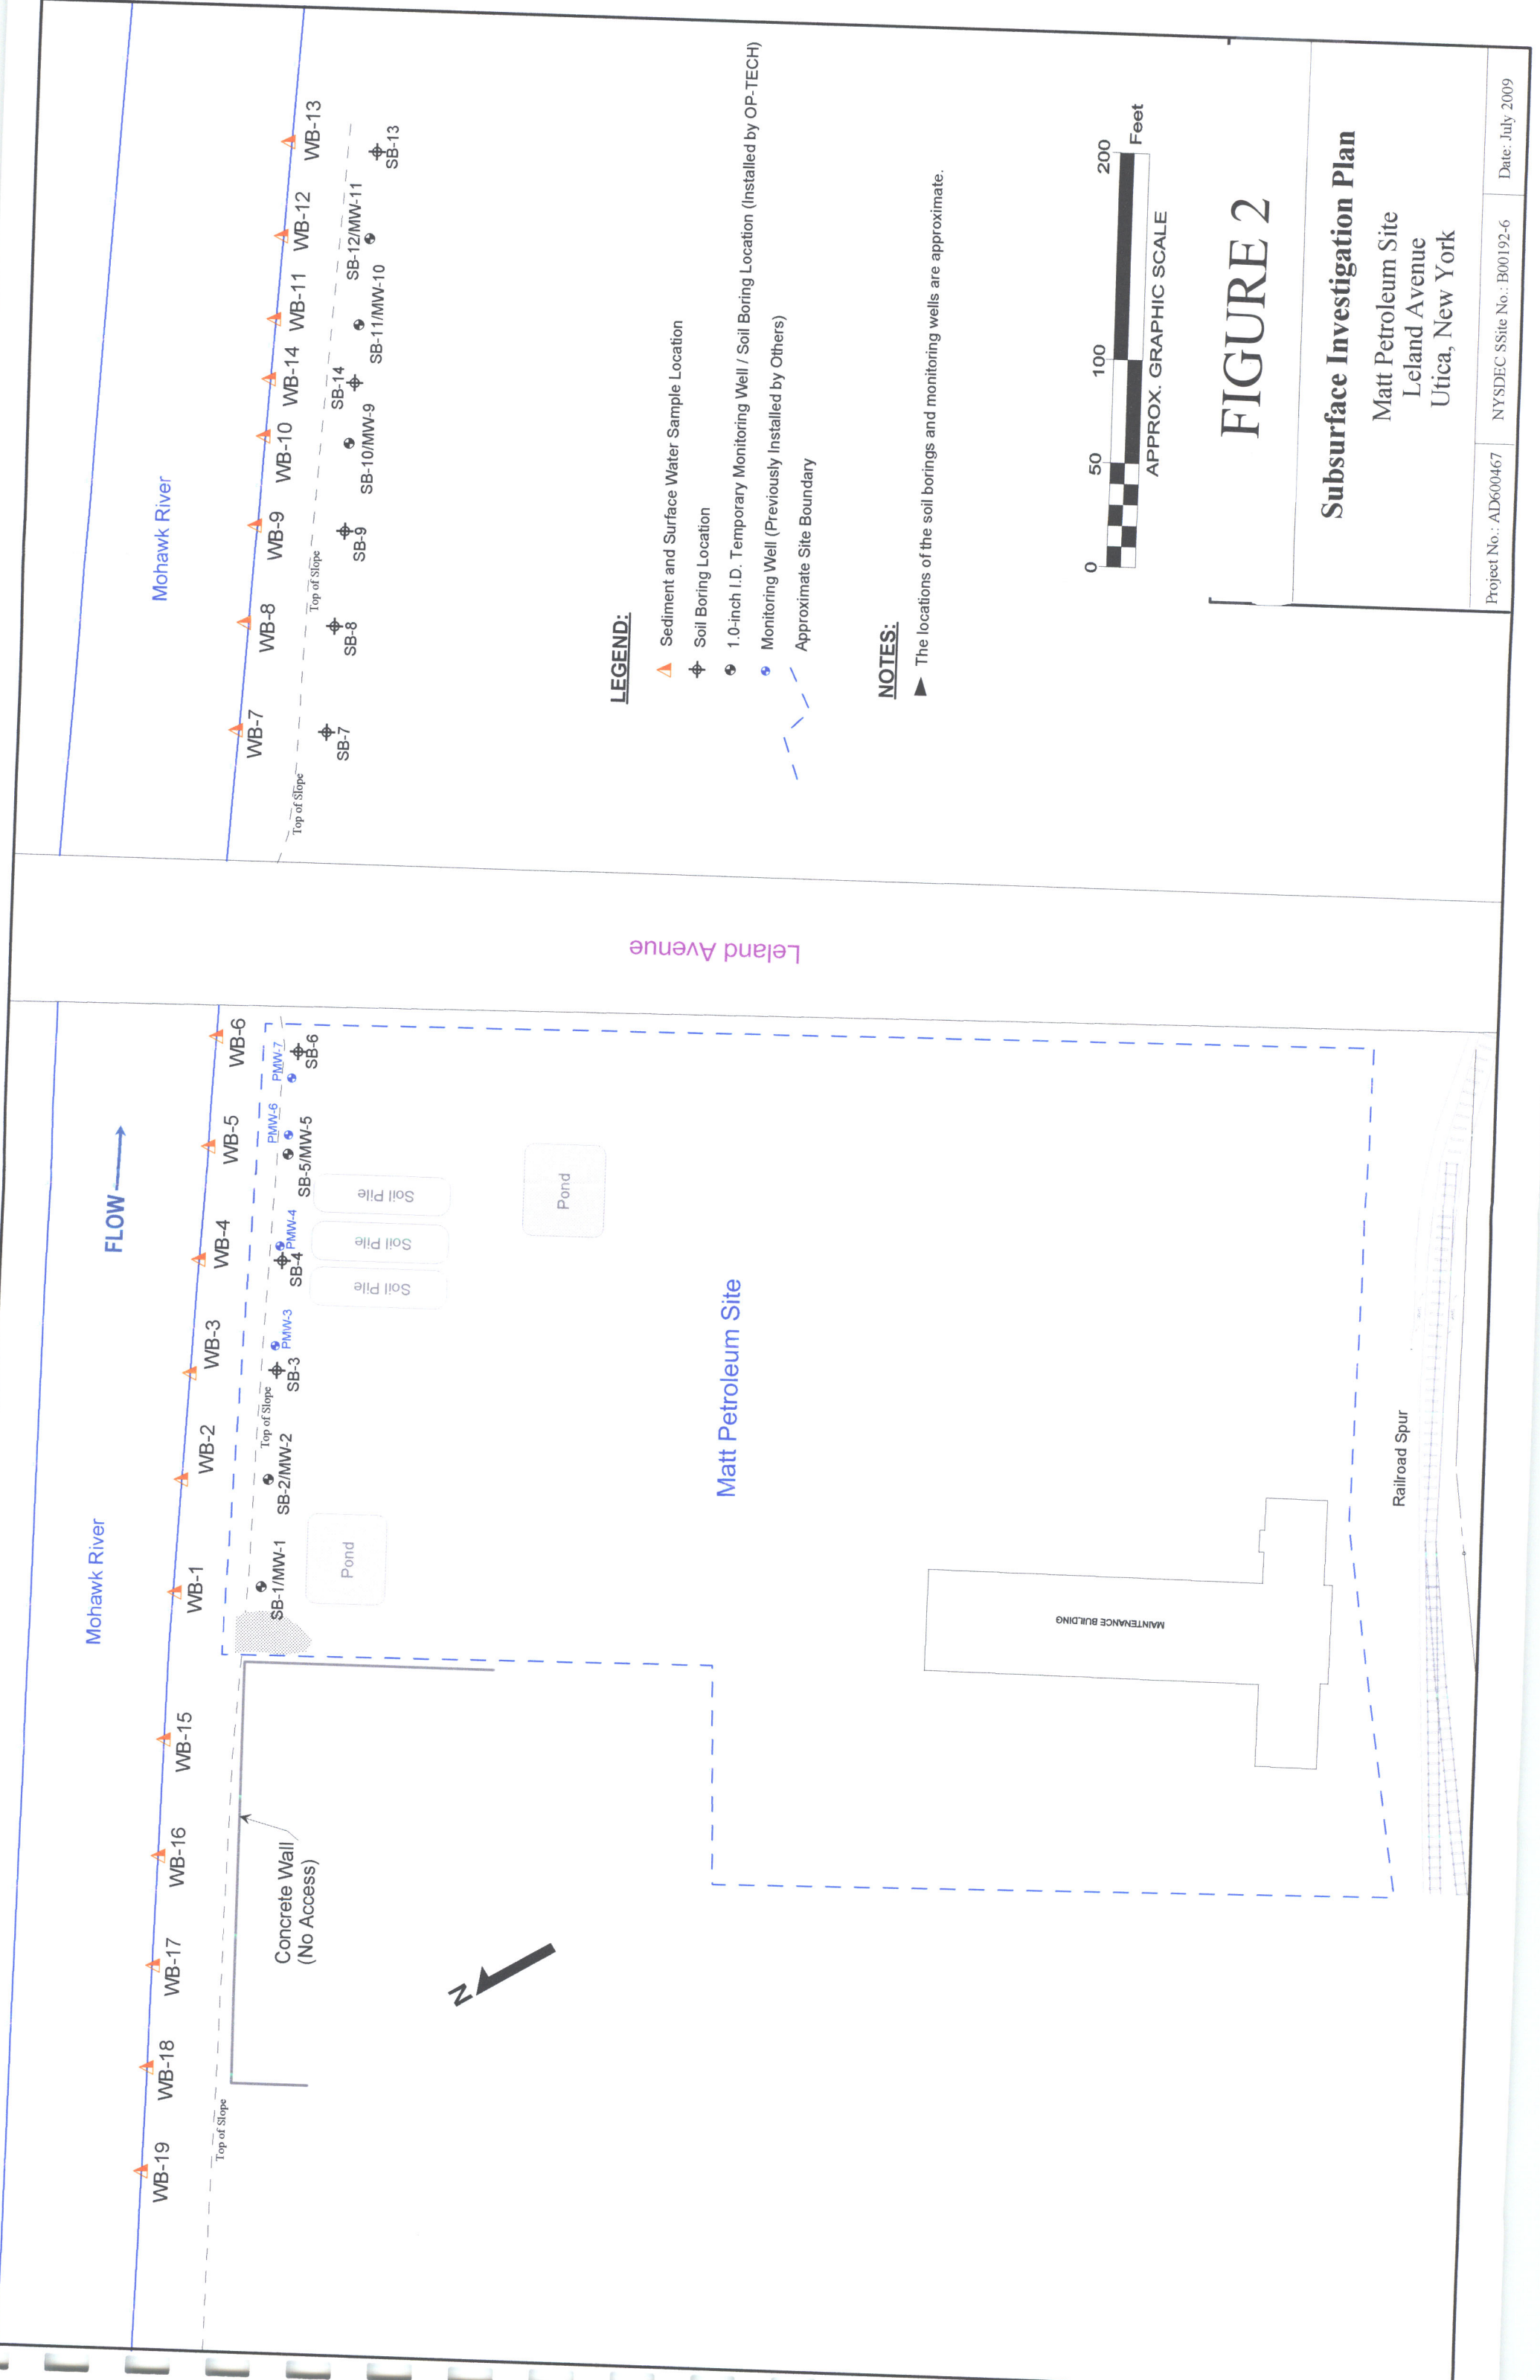 Mohawk River
FLOW
Mohawk River
WB-19
WB-18
WB-17
WB-16
WB-15
WB-1
WB-2
WB-3
WB-4
WB-5
WB-6
WB-7
WB-8
WB-9
WB-10
WB-14
WB-11
WB-12
WB-13
Top of Slope
Top of Slope
Top of Slope
Top of Slope
Concrete Wall
(No Access)
SB-1/MW-1
SB-2/MW-2
SB-3
PMW-3
SB-4
PMW-4
SB-5/MW-5
PMW-6
PMW-7
SB-6
SB-7
SB-8
SB-9
SB-10/MW-9
SB-14
SB-11/MW-10
SB-12/MW-11
SB-13
Pond
Soil Pile
Soil Pile
Soil Pile
Pond
N
Matt Petroleum Site
Leland Avenue
MAINTENANCE BUILDING
Railroad Spur
LEGEND:
Sediment and Surface Water Sample Location
Soil Boring Location
1.0-inch I.D. Temporary Monitoring Well / Soil Boring Location (Installed by OP-TECH)
Monitoring Well (Previously Installed by Others)
Approximate Site Boundary
NOTES:
The locations of the soil borings and monitoring wells are approximate.
0 50 100 200
Feet
APPROX. GRAPHIC SCALE
FIGURE 2
Subsurface Investigation Plan
Matt Petroleum Site
Leland Avenue
Utica, New York
Project No.: AD600467 NYSDEC SSite No.: B00192-6 Date: July 2009